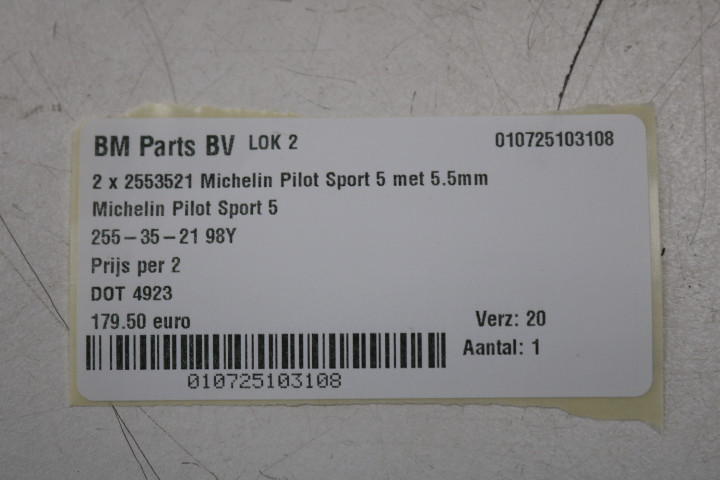 BM Parts BV LOK 2 010725103108
2 x 2553521 Michelin Pilot Sport 5 met 5.5mm
Michelin Pilot Sport 5
255-35-21 98Y
Prijs per 2
DOT 4923
179.50 euro Verz: 20
Aantal: 1
010725103108